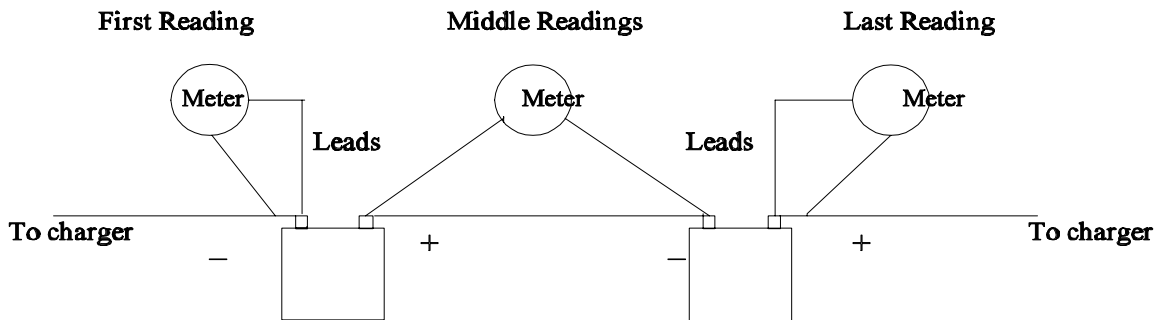 First Reading
Middle Readings
Last Reading
Meter
Meter
Meter
Leads
Leads
To charger
To charger
−
+
−
+